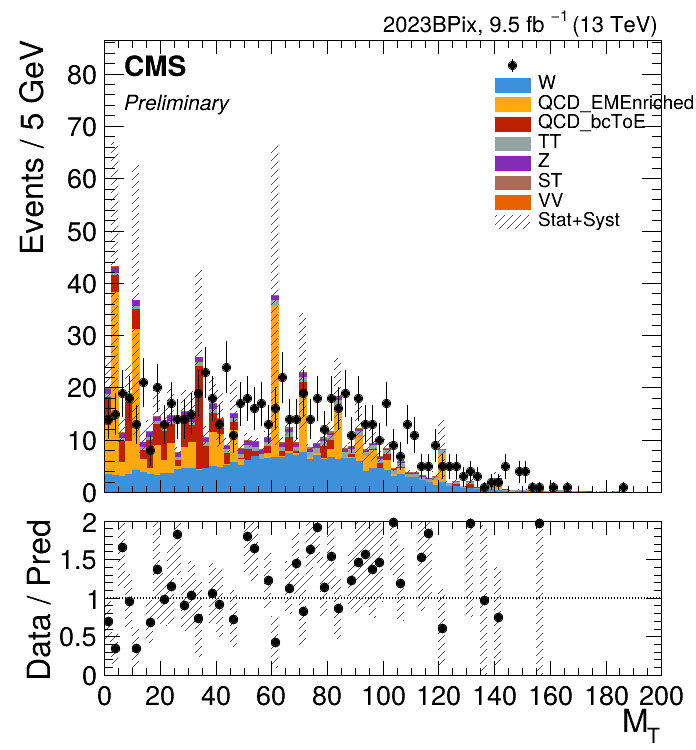 2023BPix, 9.5 fb⁻¹ (13 TeV)
CMS
Preliminary
W
QCD_EMEnriched
QCD_bcToE
TT
Z
ST
VV
Stat+Syst
Events / 5 GeV
80
70
60
50
40
30
20
10
0
Data / Pred
2
1.5
1
0.5
0
0 20 40 60 80 100 120 140 160 180 200
M_T